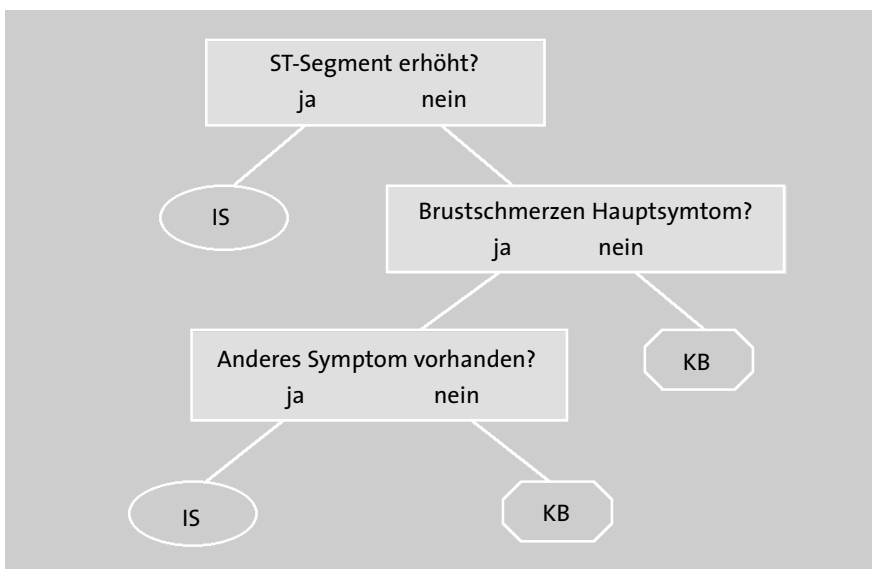 ST-Segment erhöht?
ja nein
IS
Brustschmerzen Hauptsymtom?
ja nein
Anderes Symptom vorhanden?
ja nein
KB
IS
KB